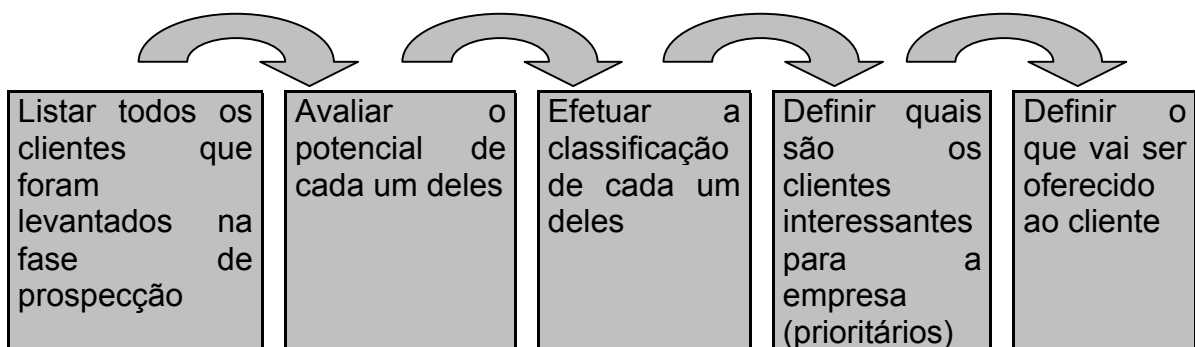 Listar todos os
clientes que
foram
levantados na
fase de
prospecção
Avaliar o
potencial de
cada um deles
Efetuar a
classificação
de cada um
deles
Definir quais
são os
clientes
interessantes
para a
empresa
(prioritários)
Definir o
que vai ser
oferecido
ao cliente